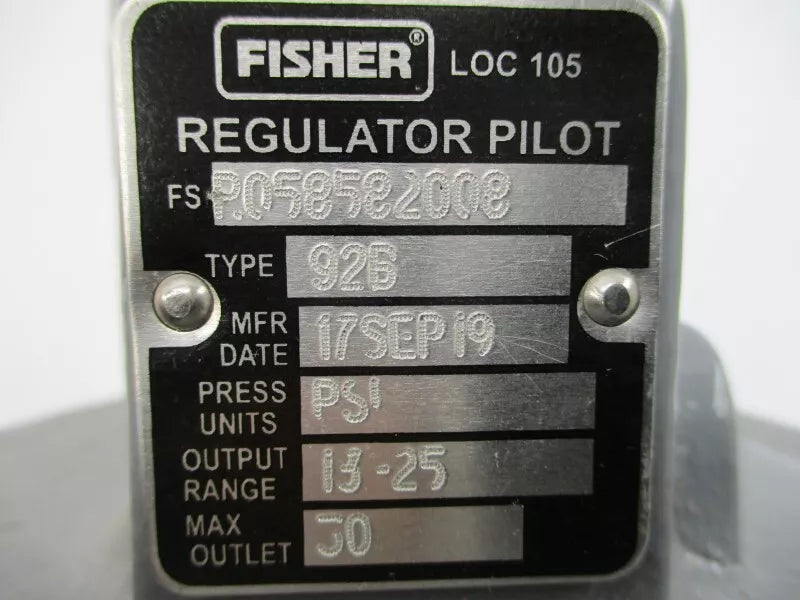 FISHER® LOC 105
REGULATOR PILOT
FS P.058582008
TYPE 92B
MFR DATE 17SEP19
PRESS UNITS PSI
OUTPUT RANGE 13-25
MAX OUTLET 30